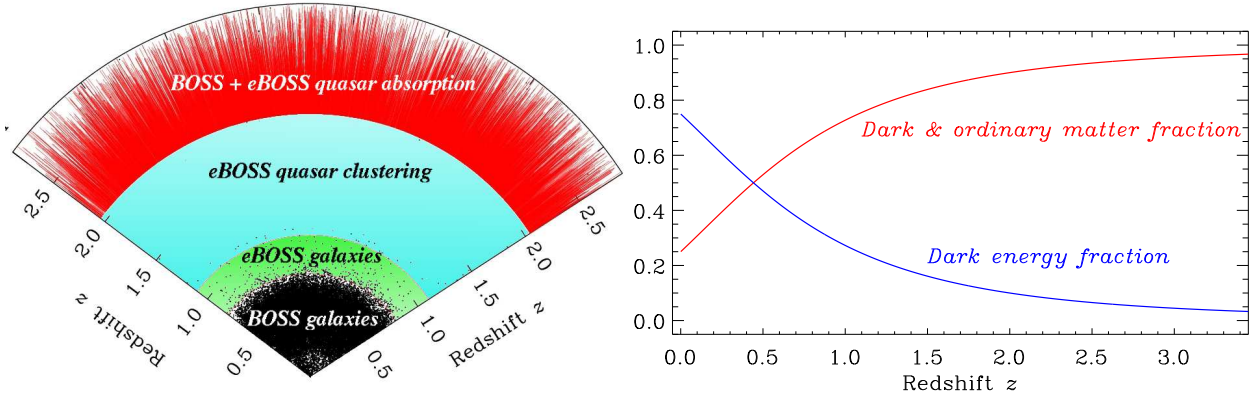 BOSS + eBOSS quasar absorption
eBOSS quasar clustering
eBOSS galaxies
BOSS galaxies
2.5
2.0
1.5
1.0
0.5
Redshift z
0.5
1.0
1.5
2.0
2.5
Redshift z
1.0
0.8
0.6
0.4
0.2
0.0
Dark & ordinary matter fraction
Dark energy fraction
0.0 0.5 1.0 1.5 2.0 2.5 3.0
Redshift z